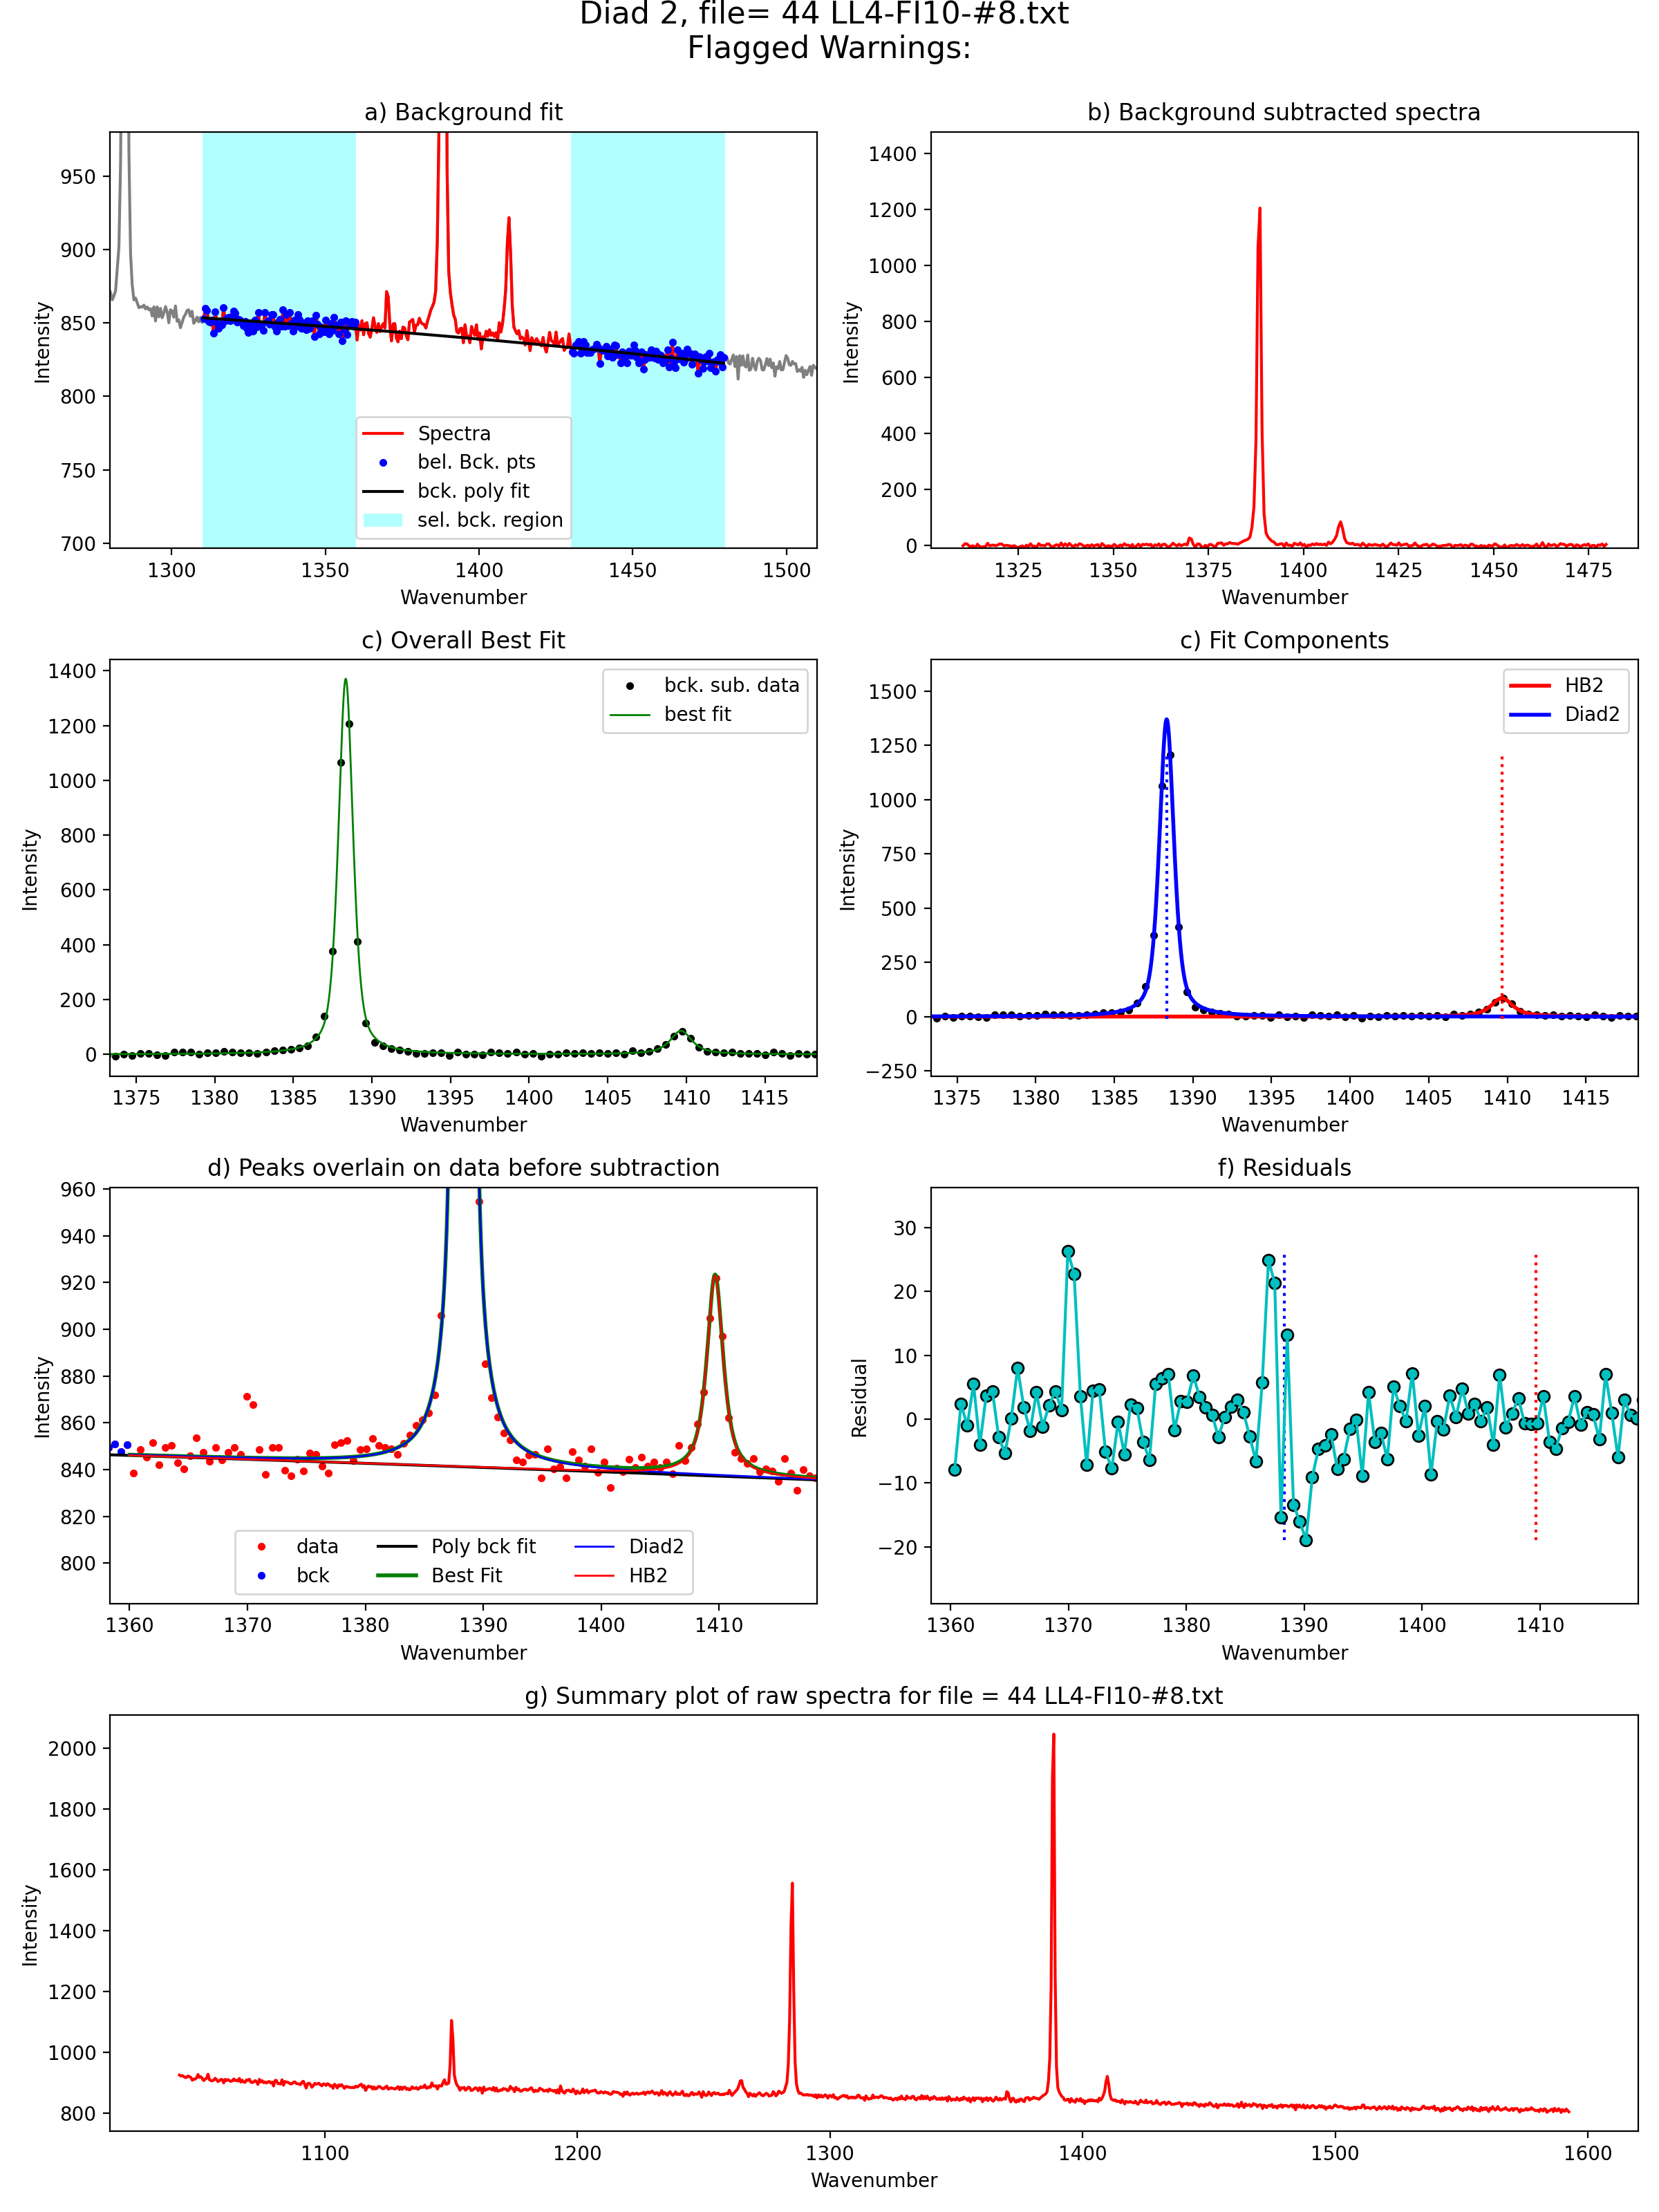 Diad 2, file= 44 LL4-FI10-#8.txt
Flagged Warnings:
a) Background fit
950
900
850
800
750
700
Intensity
Spectra
bel. Bck. pts
bck. poly fit
sel. bck. region
1300 1350 1400 1450 1500
Wavenumber
b) Background subtracted spectra
1400
1200
1000
800
600
400
200
0
Intensity
1325 1350 1375 1400 1425 1450 1475
Wavenumber
c) Overall Best Fit
1400
1200
1000
800
600
400
200
0
Intensity
bck. sub. data
best fit
1375 1380 1385 1390 1395 1400 1405 1410 1415
Wavenumber
c) Fit Components
1500
1250
1000
750
500
250
0
−250
Intensity
HB2
Diad2
1375 1380 1385 1390 1395 1400 1405 1410 1415
Wavenumber
d) Peaks overlain on data before subtraction
960
940
920
900
880
860
840
820
800
Intensity
data
bck
Poly bck fit
Best Fit
Diad2
HB2
1360 1370 1380 1390 1400 1410
Wavenumber
f) Residuals
30
20
10
0
−10
−20
Residual
1360 1370 1380 1390 1400 1410
Wavenumber
g) Summary plot of raw spectra for file = 44 LL4-FI10-#8.txt
2000
1800
1600
1400
1200
1000
800
Intensity
1100 1200 1300 1400 1500 1600
Wavenumber